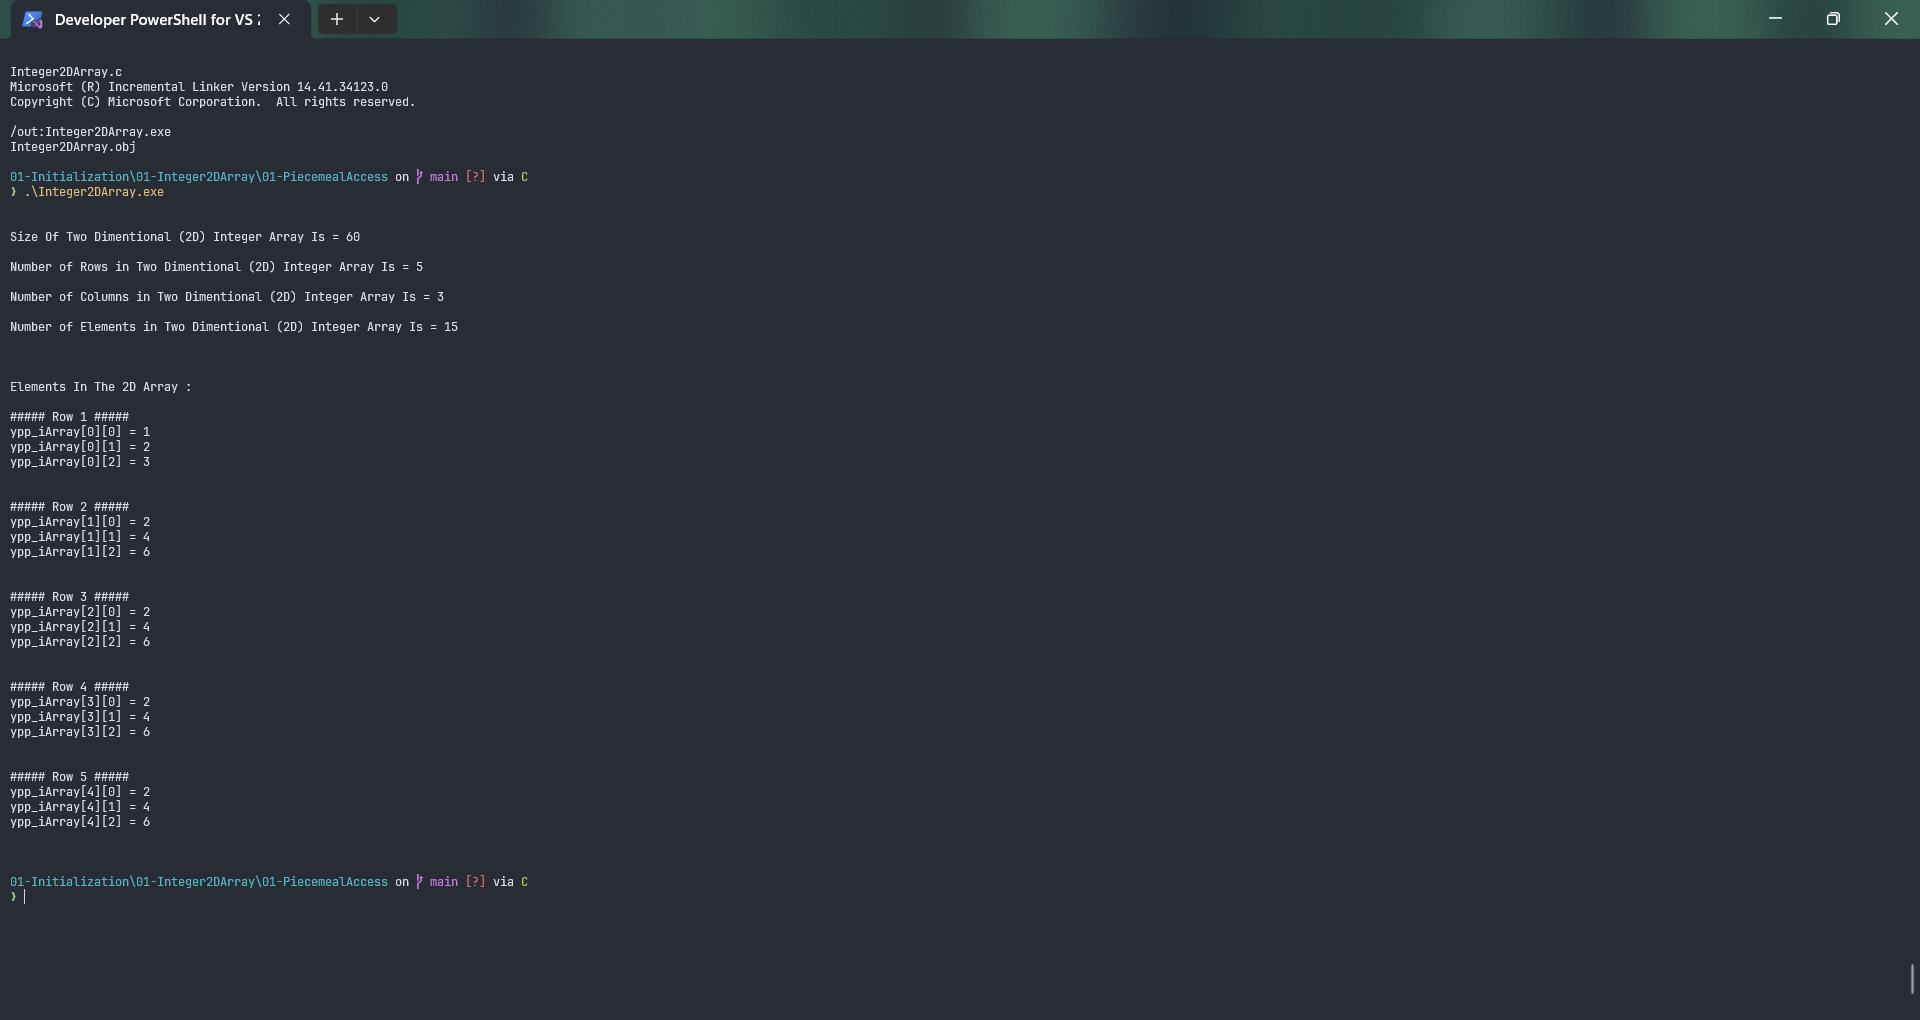 Developer PowerShell for VS 2
Integer2DArray.c
Microsoft (R) Incremental Linker Version 14.41.34123.0
Copyright (C) Microsoft Corporation.  All rights reserved.
/out:Integer2DArray.exe
Integer2DArray.obj
01-Initialization\01-Integer2DArray\01-PiecemealAccess on main [?] via C
❯ .\Integer2DArray.exe
Size Of Two Dimentional (2D) Integer Array Is = 60
Number of Rows in Two Dimentional (2D) Integer Array Is = 5
Number of Columns in Two Dimentional (2D) Integer Array Is = 3
Number of Elements in Two Dimentional (2D) Integer Array Is = 15
Elements In The 2D Array :
##### Row 1 #####
ypp_iArray[0][0] = 1
ypp_iArray[0][1] = 2
ypp_iArray[0][2] = 3
##### Row 2 #####
ypp_iArray[1][0] = 2
ypp_iArray[1][1] = 4
ypp_iArray[1][2] = 6
##### Row 3 #####
ypp_iArray[2][0] = 2
ypp_iArray[2][1] = 4
ypp_iArray[2][2] = 6
##### Row 4 #####
ypp_iArray[3][0] = 2
ypp_iArray[3][1] = 4
ypp_iArray[3][2] = 6
##### Row 5 #####
ypp_iArray[4][0] = 2
ypp_iArray[4][1] = 4
ypp_iArray[4][2] = 6
01-Initialization\01-Integer2DArray\01-PiecemealAccess on main [?] via C
❯